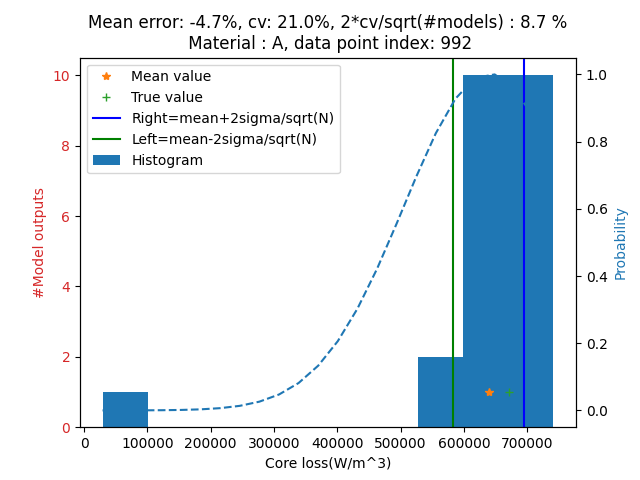 Mean error: -4.7%, cv: 21.0%, 2*cv/sqrt(#models) : 8.7 %
Material : A, data point index: 992
Mean value
True value
Right=mean+2sigma/sqrt(N)
Left=mean-2sigma/sqrt(N)
Histogram
10
8
6
4
2
0
#Model outputs
1.0
0.8
0.6
0.4
0.2
0.0
Probability
0 100000 200000 300000 400000 500000 600000 700000
Core loss(W/m^3)